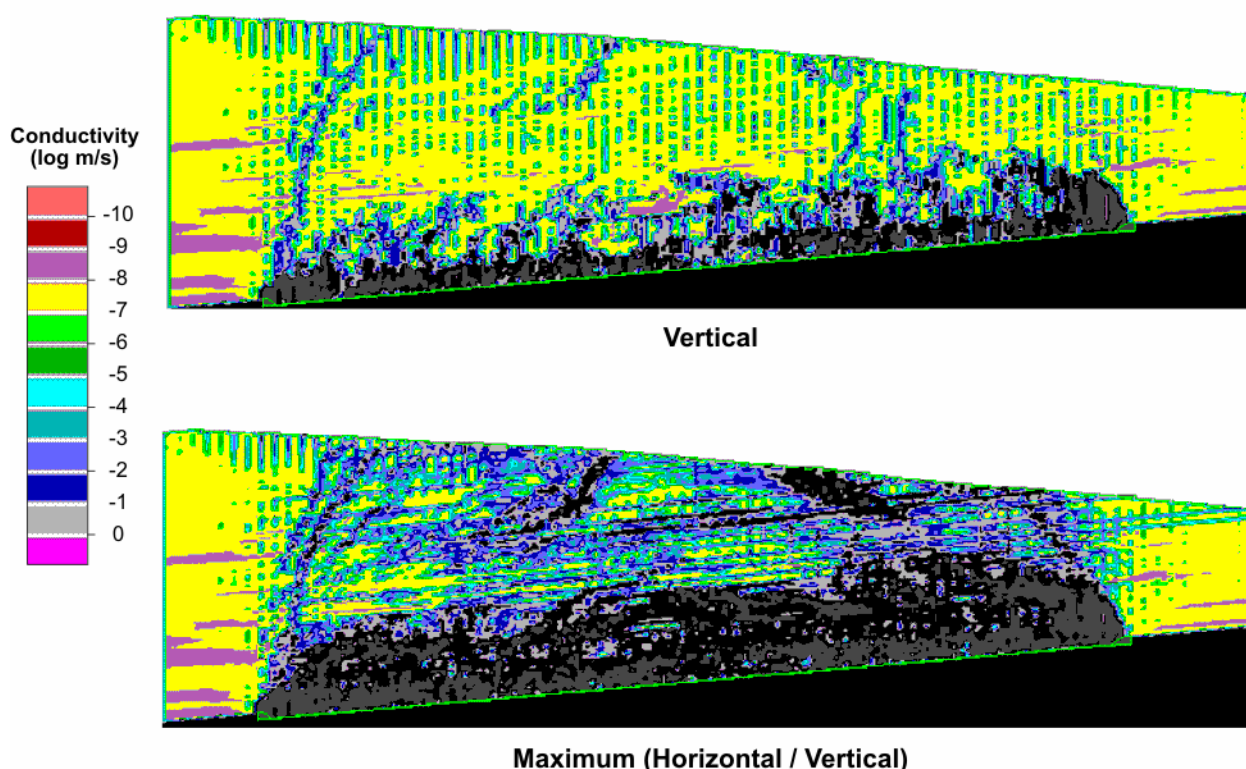 Conductivity
(log m/s)
-10
-9
-8
-7
-6
-5
-4
-3
-2
-1
0
Vertical
Maximum (Horizontal / Vertical)